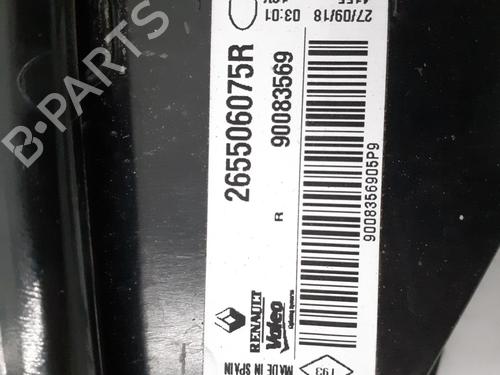 27/09/18
03:01
265506075R
90083569
R
9008356905P9
RENAULT
Valeo
MADE IN SPAIN
B-PARTS